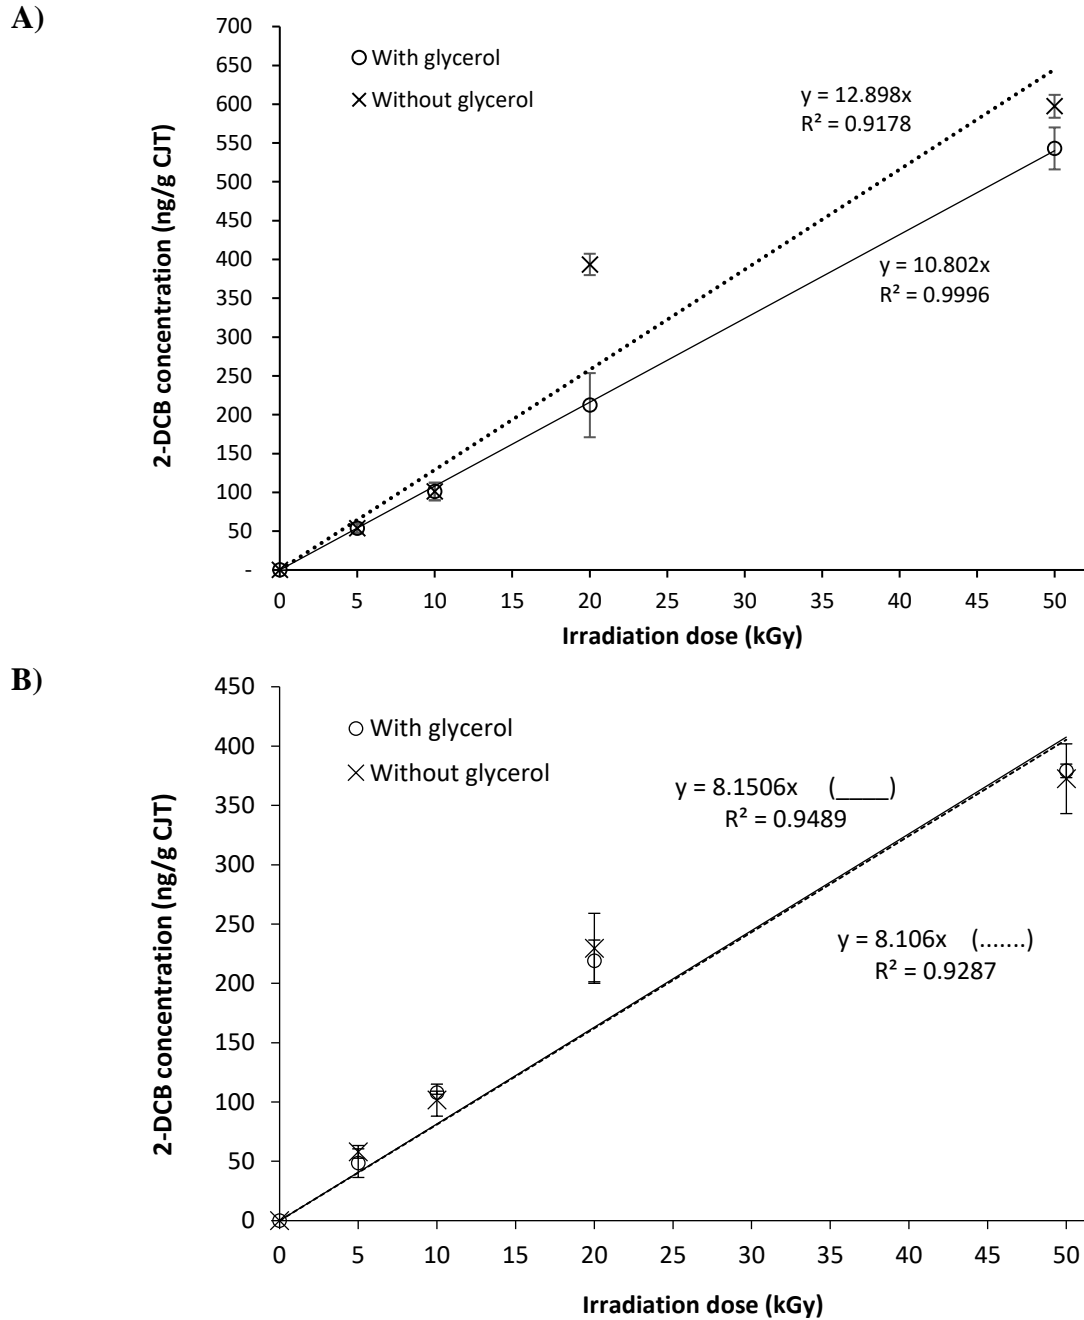 A)
700
650
600
550
500
450
400
350
300
250
200
150
100
50
-
2-DCB concentration (ng/g CJT)
With glycerol
Without glycerol
y = 12.898x
R² = 0.9178
y = 10.802x
R² = 0.9996
0 5 10 15 20 25 30 35 40 45 50
Irradiation dose (kGy)
B)
450
400
350
300
250
200
150
100
50
0
2-DCB concentration (ng/g CJT)
With glycerol
Without glycerol
y = 8.1506x (____)
R² = 0.9489
y = 8.106x (.......)
R² = 0.9287
0 5 10 15 20 25 30 35 40 45 50
Irradiation dose (kGy)